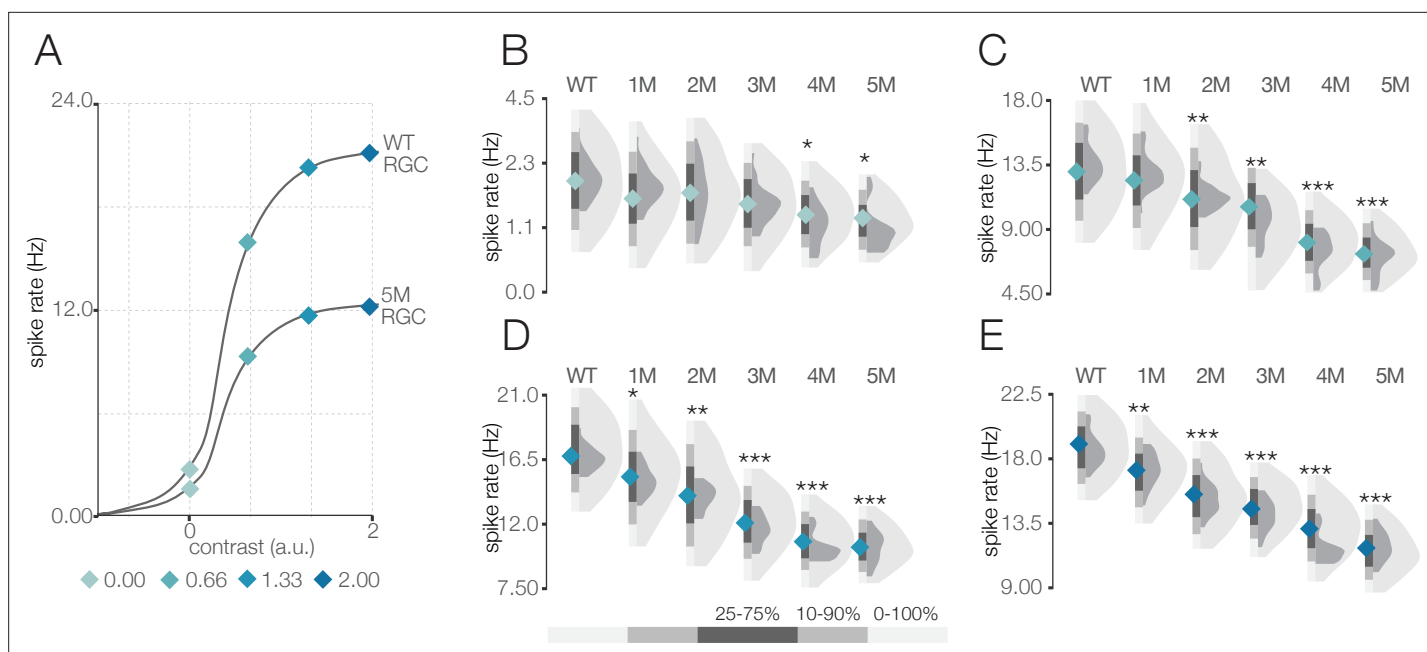 A
24.0
12.0
0.00
spike rate (Hz)
WT
RGC
5M
RGC
0
2
contrast (a.u.)
0.00 0.66 1.33 2.00
B
WT 1M 2M 3M 4M 5M
4.5
2.3
1.1
0.0
spike rate (Hz)
* *
C
WT 1M 2M 3M 4M 5M
18.0
13.5
9.00
4.50
spike rate (Hz)
** ** *** ***
D
WT 1M 2M 3M 4M 5M
21.0
16.5
12.0
7.50
spike rate (Hz)
* ** *** *** ***
E
WT 1M 2M 3M 4M 5M
22.5
18.0
13.5
9.00
spike rate (Hz)
** *** *** *** ***
25-75% 10-90% 0-100%